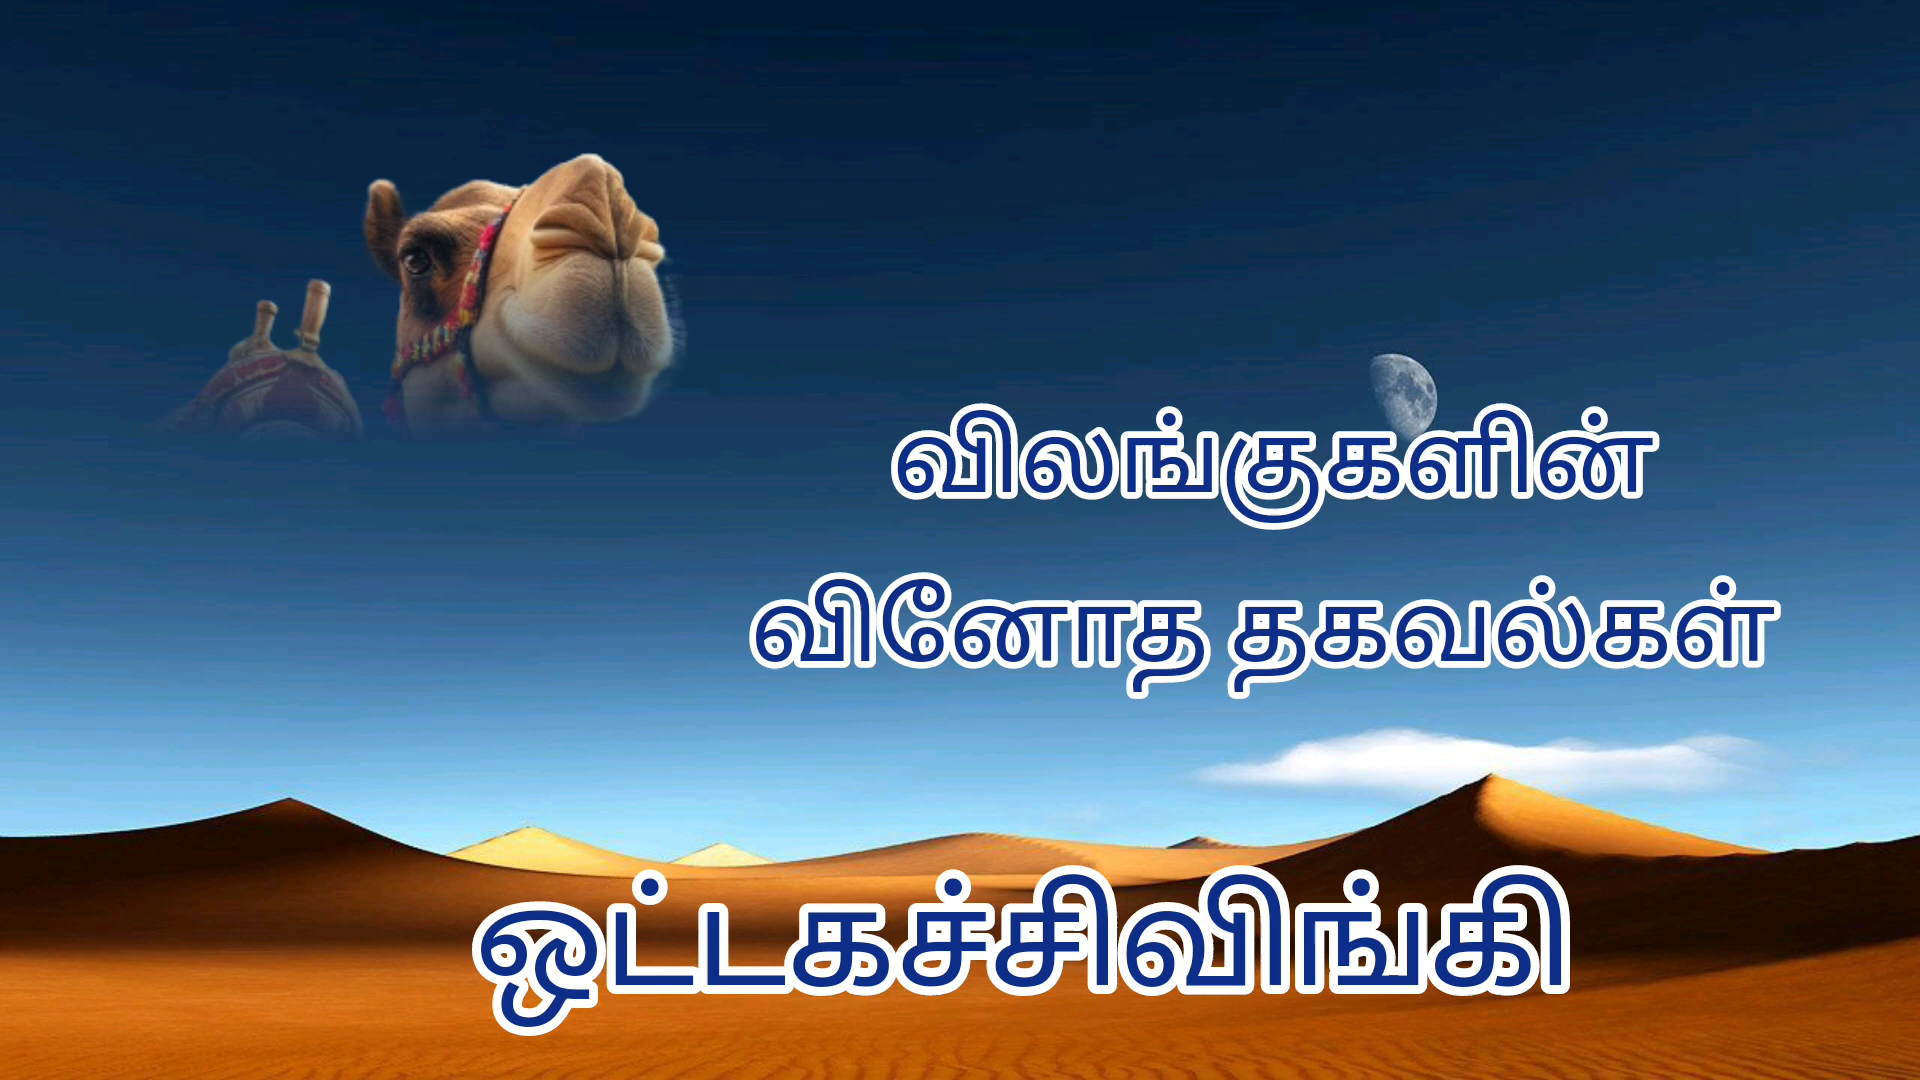 விலங்குகளின்
வினோத தகவல்கள்
ஒட்டகச்சிவிங்கி